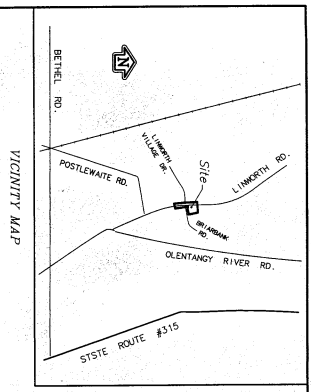 BETHEL RD.
N
POSTLEWAITE RD.
LINWORTH
VILLAGE DR.
Site
LINWORTH RD.
BRIARBANK
RD.
OLENTANGY RIVER RD.
STSTE ROUTE #315
VICINITY MAP